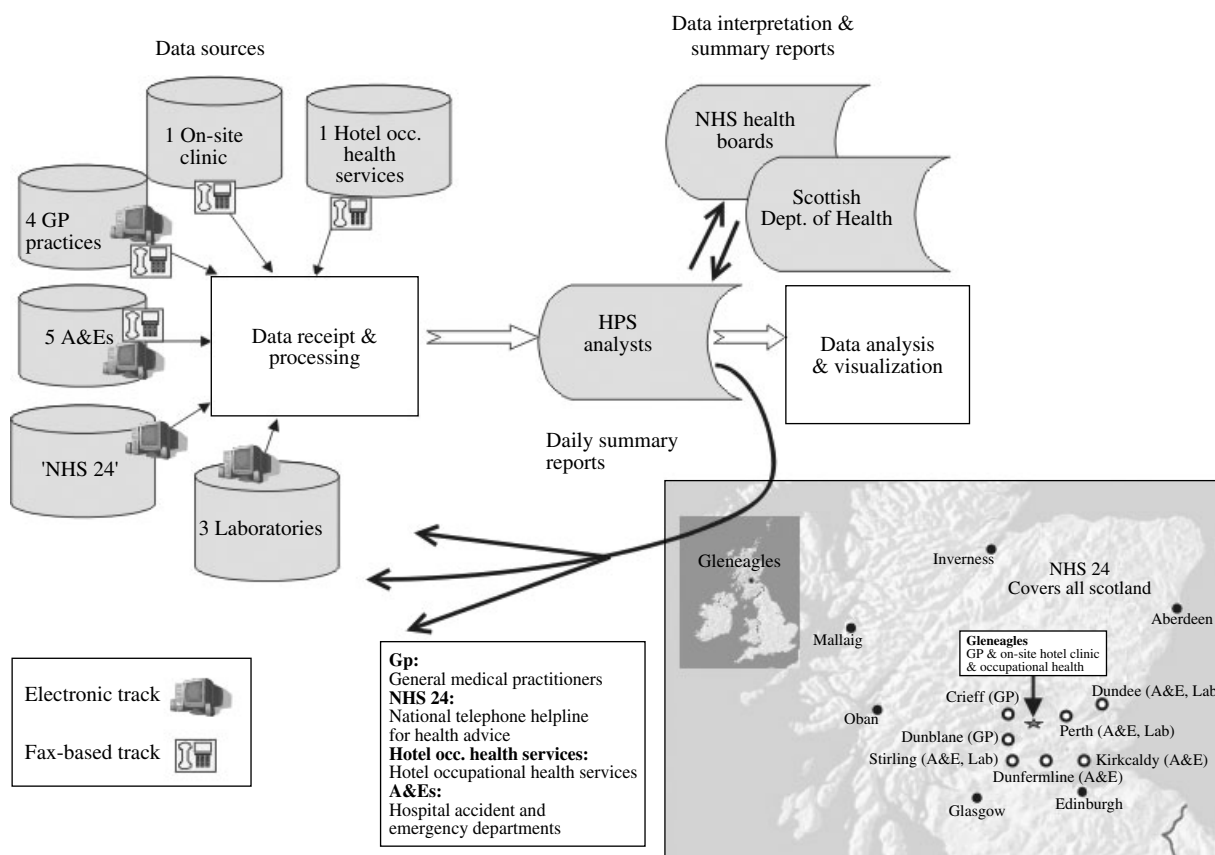 Data sources
Data interpretation &
summary reports
1 On-site
clinic
1 Hotel occ.
health
services
NHS health
boards
Scottish
Dept. of Health
4 GP
practices
5 A&Es
Data receipt &
processing
HPS
analysts
Data analysis
& visualization
'NHS 24'
3 Laboratories
Daily summary
reports
Electronic track
Fax-based track
Gp:
General medical practitioners
NHS 24:
National telephone helpline
for health advice
Hotel occ. health services:
Hotel occupational health services
A&Es:
Hospital accident and
emergency departments
Gleneagles
Inverness
NHS 24
Covers all scotland
Aberdeen
Mallaig
Gleneagles
GP & on-site hotel clinic
& occupational health
Oban
Crieff (GP)
Dundee (A&E, Lab
Perth (A&E, Lab)
Dunblane (GP)
Stirling (A&E, Lab)
Kirkcaldy (A&E)
Dunfermline (A&E)
Glasgow
Edinburgh